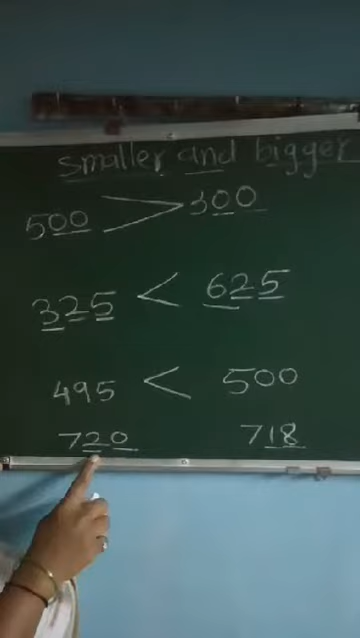 smaller and bigger
500 > 300
325 < 625
495 < 500
720 718